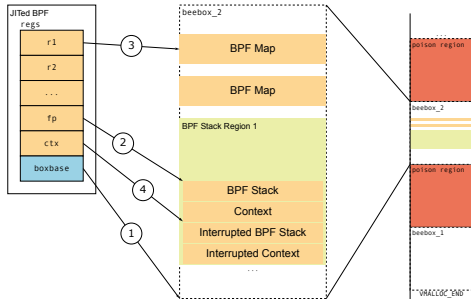 JITed BPF
regs
r1
r2
...
fp
ctx
boxbase
3
2
4
1
beebox_2
BPF Map
BPF Map
BPF Stack Region 1
BPF Stack
Context
Interrupted BPF Stack
Interrupted Context
...
...
poison region
beebox_2
poison region
beebox_1
VMALLOC_END